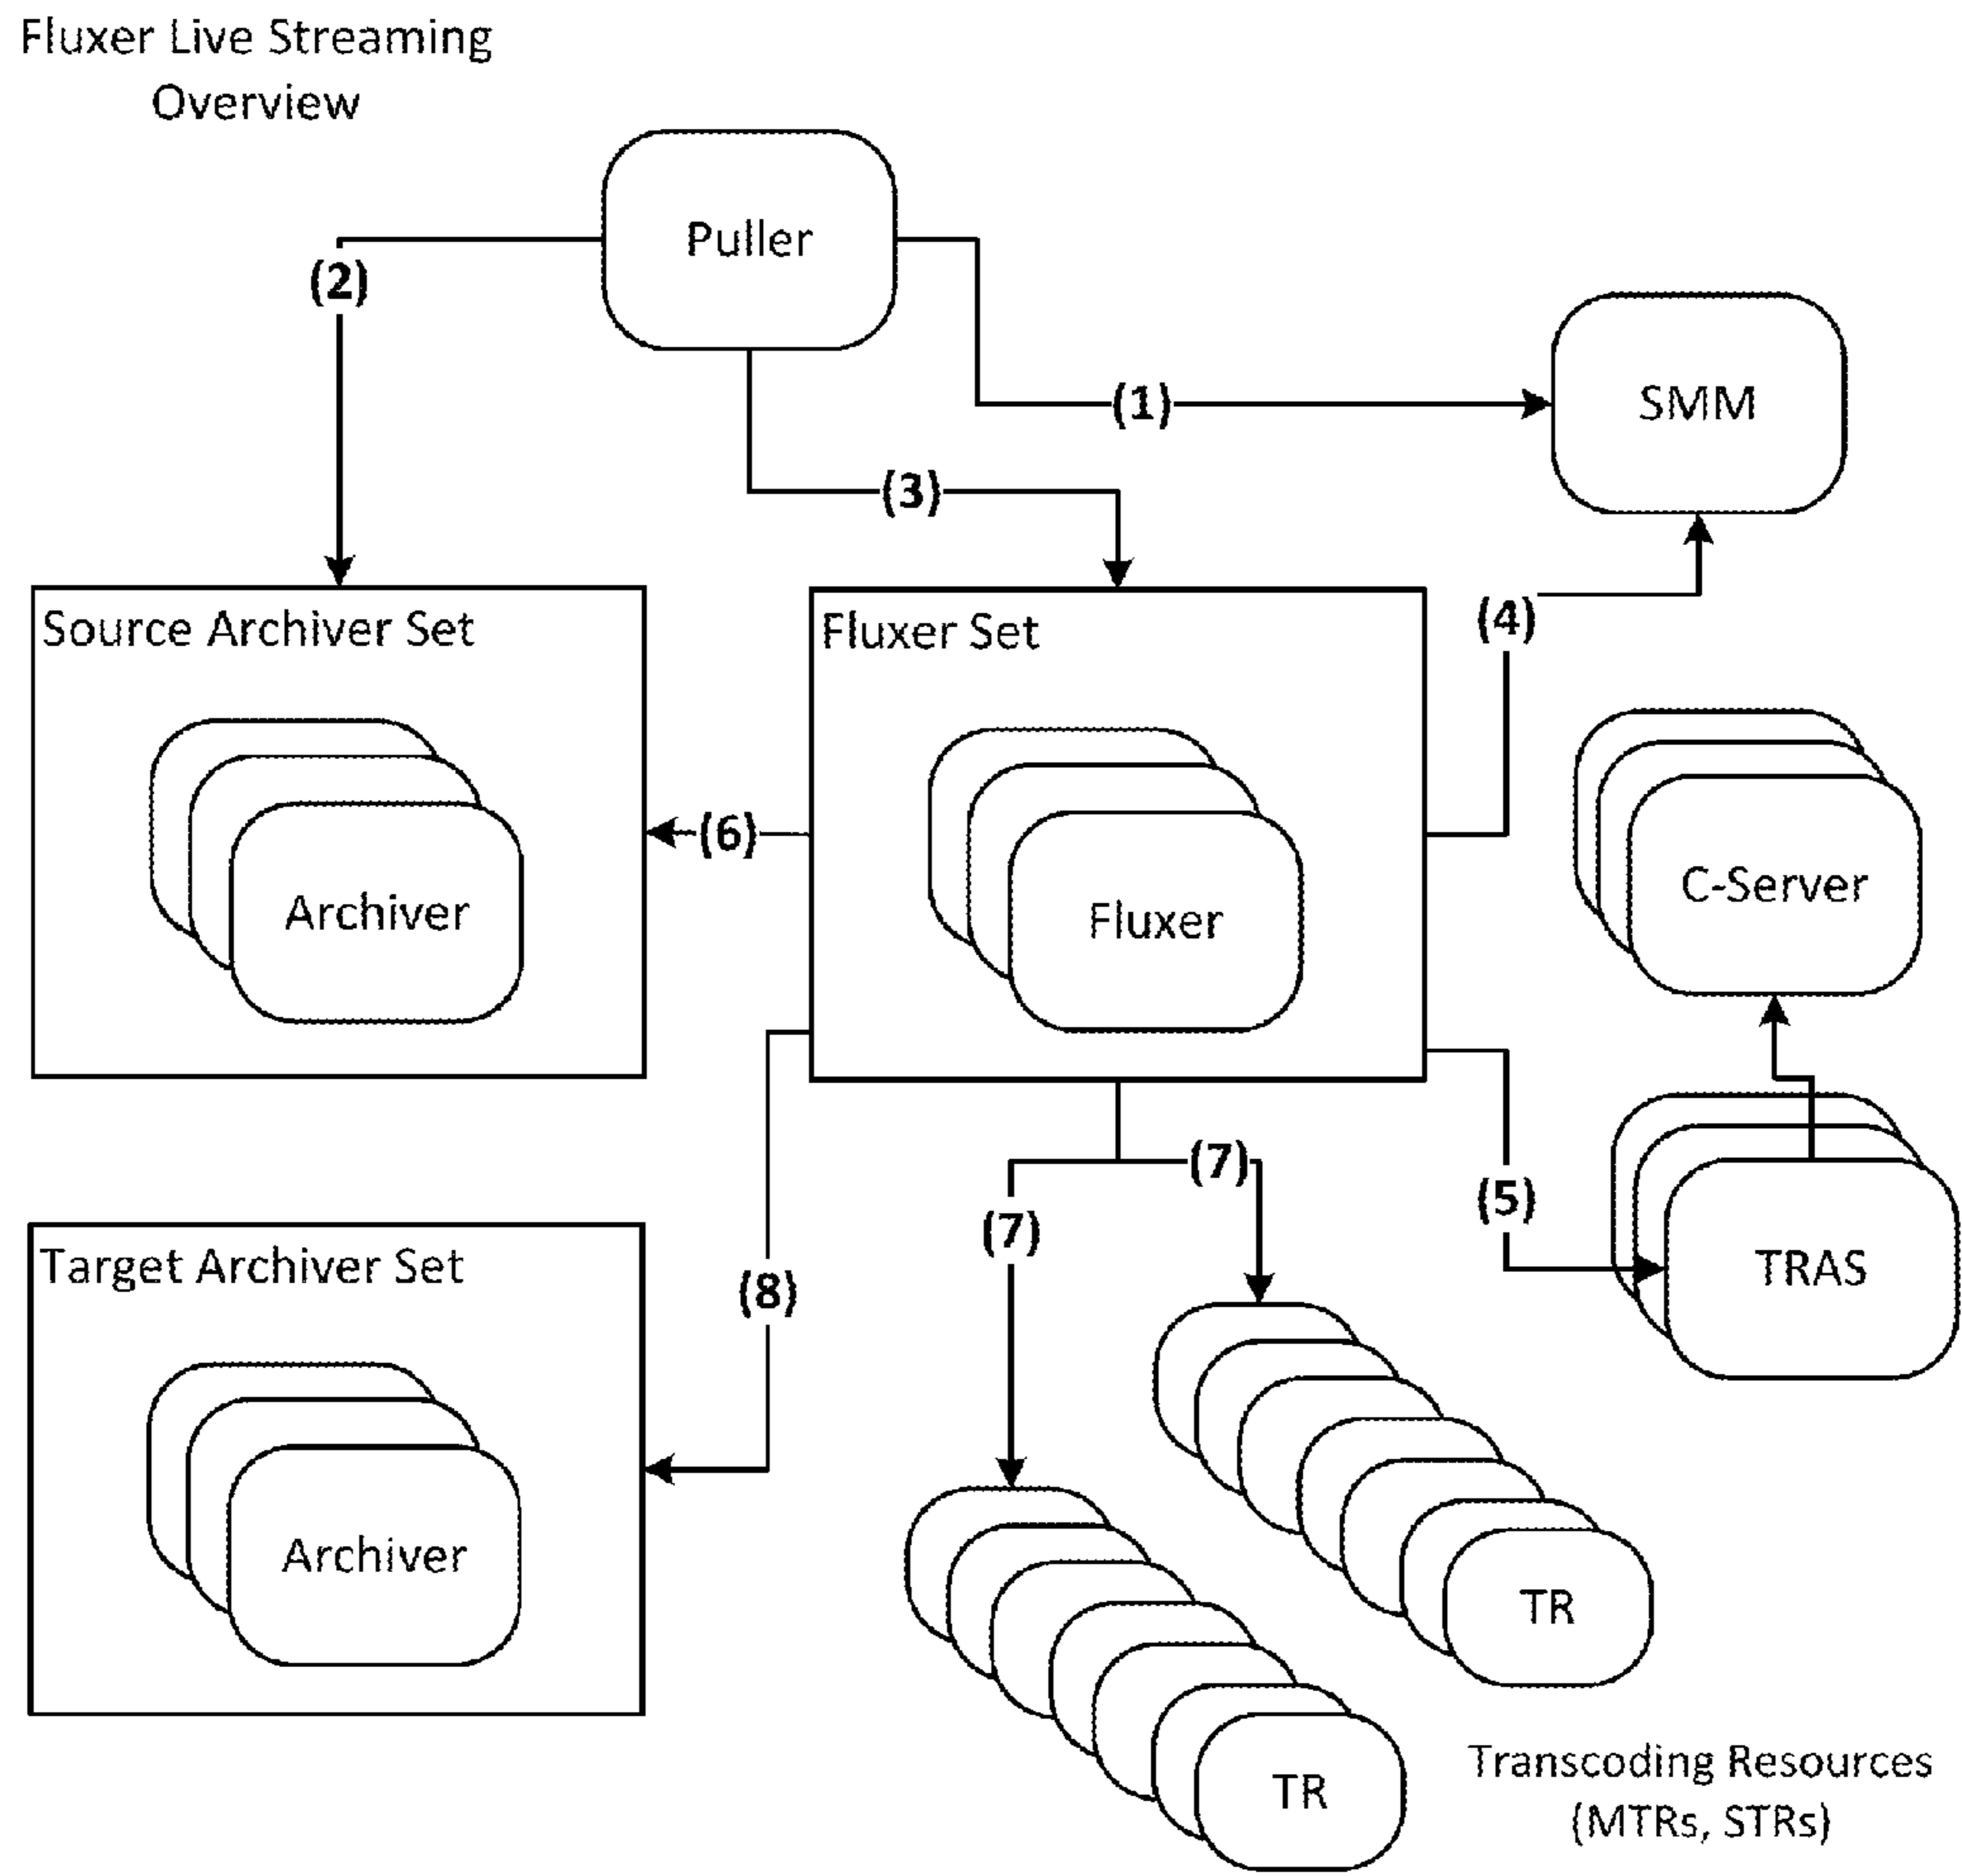 Fluxer Live Streaming
Overview
Puller
(2)
(1)
SMM
(3)
Source Archiver Set
Fluxer Set
(4)
(6)
C-Server
Archiver
Fluxer
(7)
(5)
(7)
Target Archiver Set
(8)
TRAS
Archiver
TR
TR
Transcoding Resources
(MTRs, STRs)